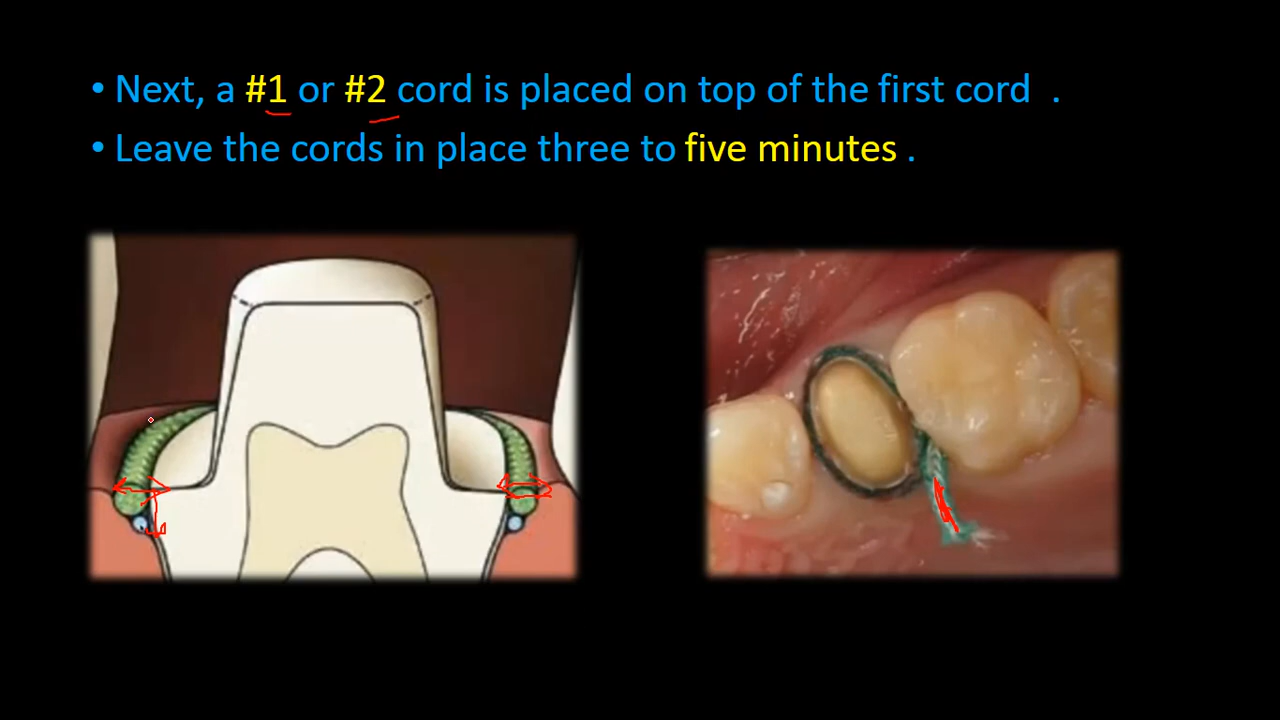 • Next, a #1 or #2 cord is placed on top of the first cord .
• Leave the cords in place three to five minutes .